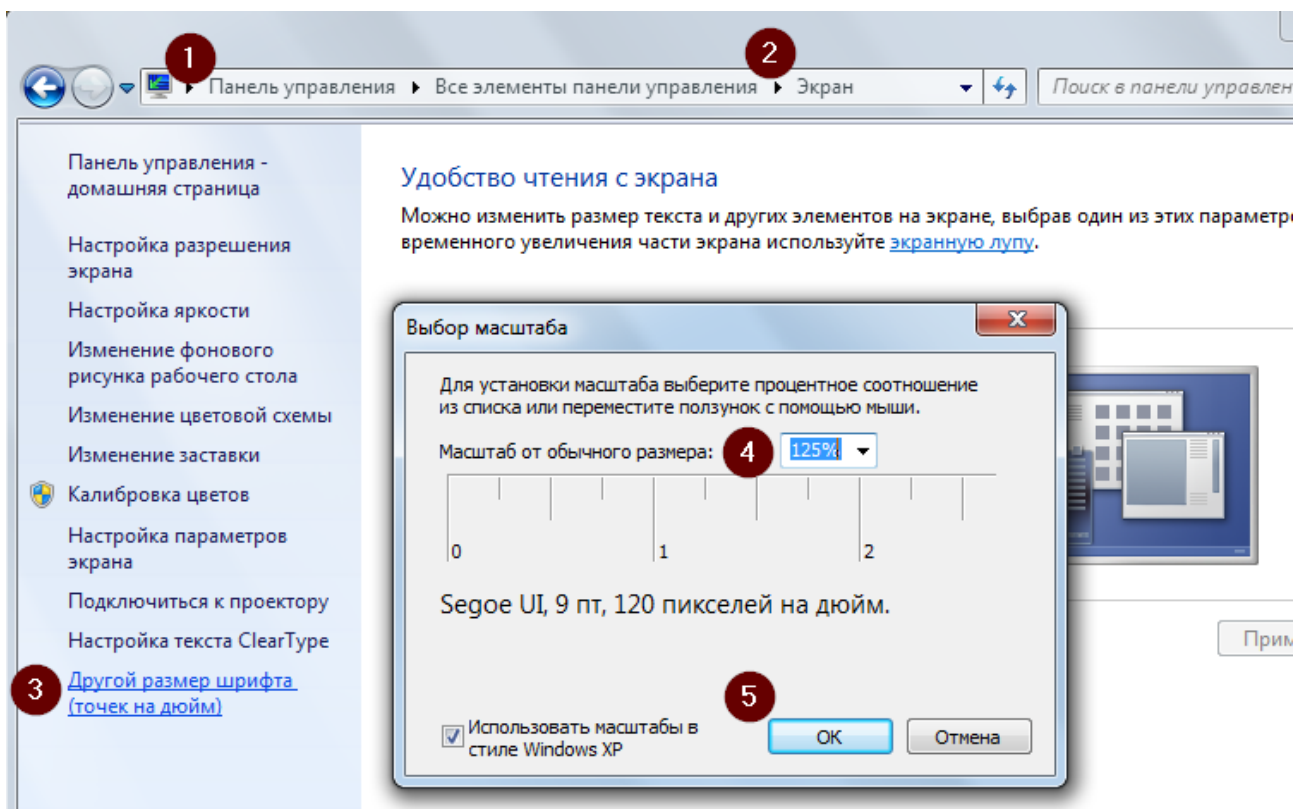 1
2
Панель управления ▸ Все элементы панели управления ▸ Экран
Поиск в панели
Панель управления -
домашняя страница
Настройка разрешения
экрана
Настройка яркости
Изменение фонового
рисунка рабочего стола
Изменение цветовой схемы
Изменение заставки
Калибровка цветов
Настройка параметров
экрана
Подключиться к проектору
Настройка текста ClearType
3
Другой размер шрифта
(точек на дюйм)
Удобство чтения с экрана
Можно изменить размер текста и других элементов на экране, выбрав один из этих
временного увеличения части экрана используйте экранную лупу.
Выбор масштаба
Для установки масштаба выберите процентное соотношение
из списка или переместите ползунок с помощью мыши.
Масштаб от обычного размера: 4 125%
0 1 2
Segoe UI, 9 пт, 120 пикселей на дюйм.
5
Использовать масштабы в
стиле Windows XP
ОК Отмена